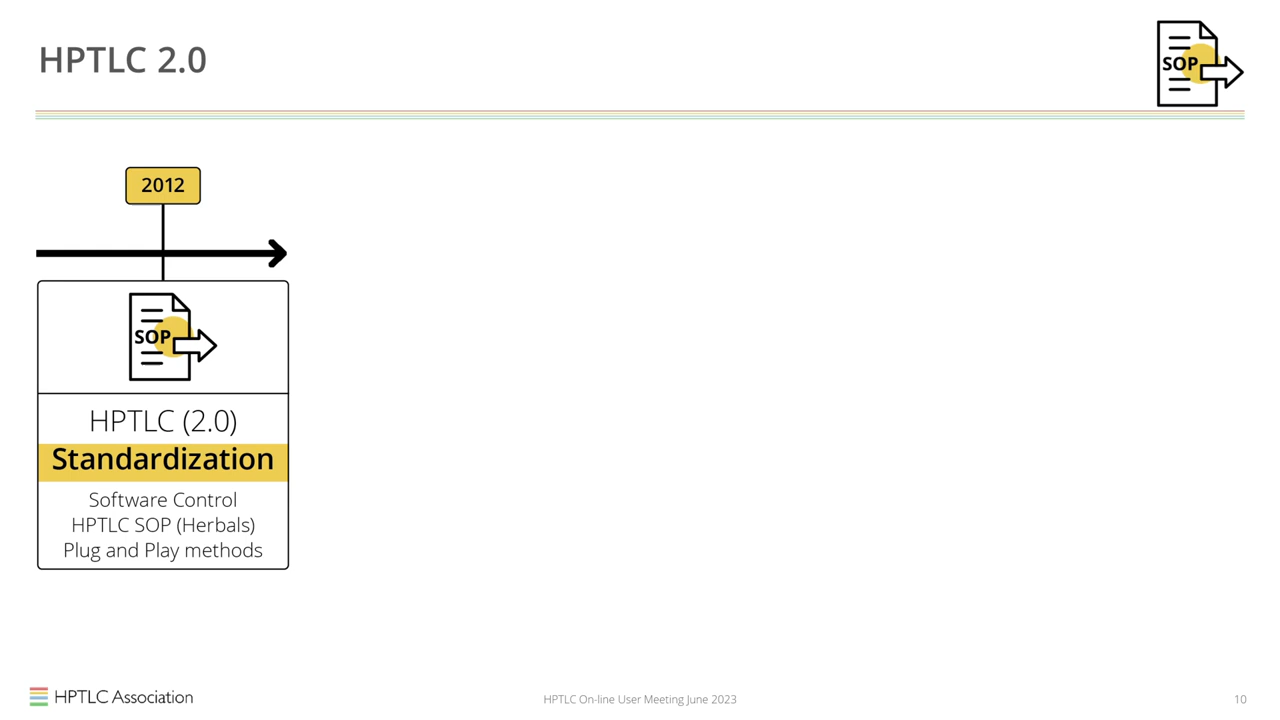 HPTLC 2.0
SOP
2012
SOP
HPTLC (2.0)
Standardization
Software Control
HPTLC SOP (Herbals)
Plug and Play methods
HPTLC Association
HPTLC On-line User Meeting June 2023
10